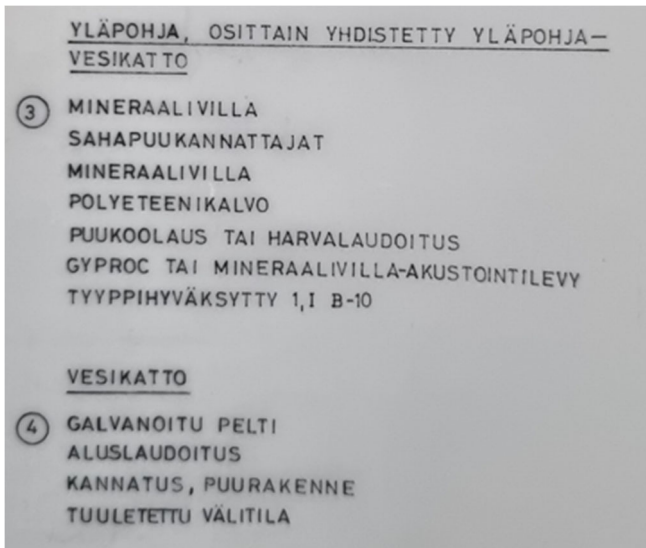 YLÄPOHJA, OSITTAIN YHDISTETTY YLÄPOHJA—
VESIKATTO
3 MINERAALIVILLA
SAHAPUUKANNATTAJAT
MINERAALIVILLA
POLYETEENIKALVO
PUUKOOLAUS TAI HARVALAUDOITUS
GYPROC TAI MINERAALIVILLA-AKUSTOINTILEVY
TYYPPIHYVÄKSYTTY 1,I B-10
VESIKATTO
4 GALVANOITU PELTI
ALUSLAUDOITUS
KANNATUS, PUURAKENNE
TUULETETTU VÄLITILA